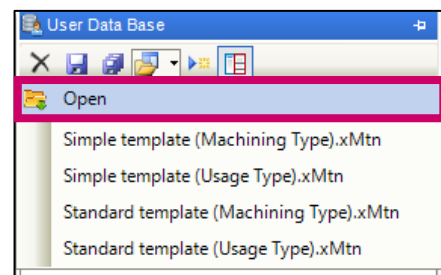 User Data Base
Open
Simple template (Machining Type).xMtn
Simple template (Usage Type).xMtn
Standard template (Machining Type).xMtn
Standard template (Usage Type).xMtn